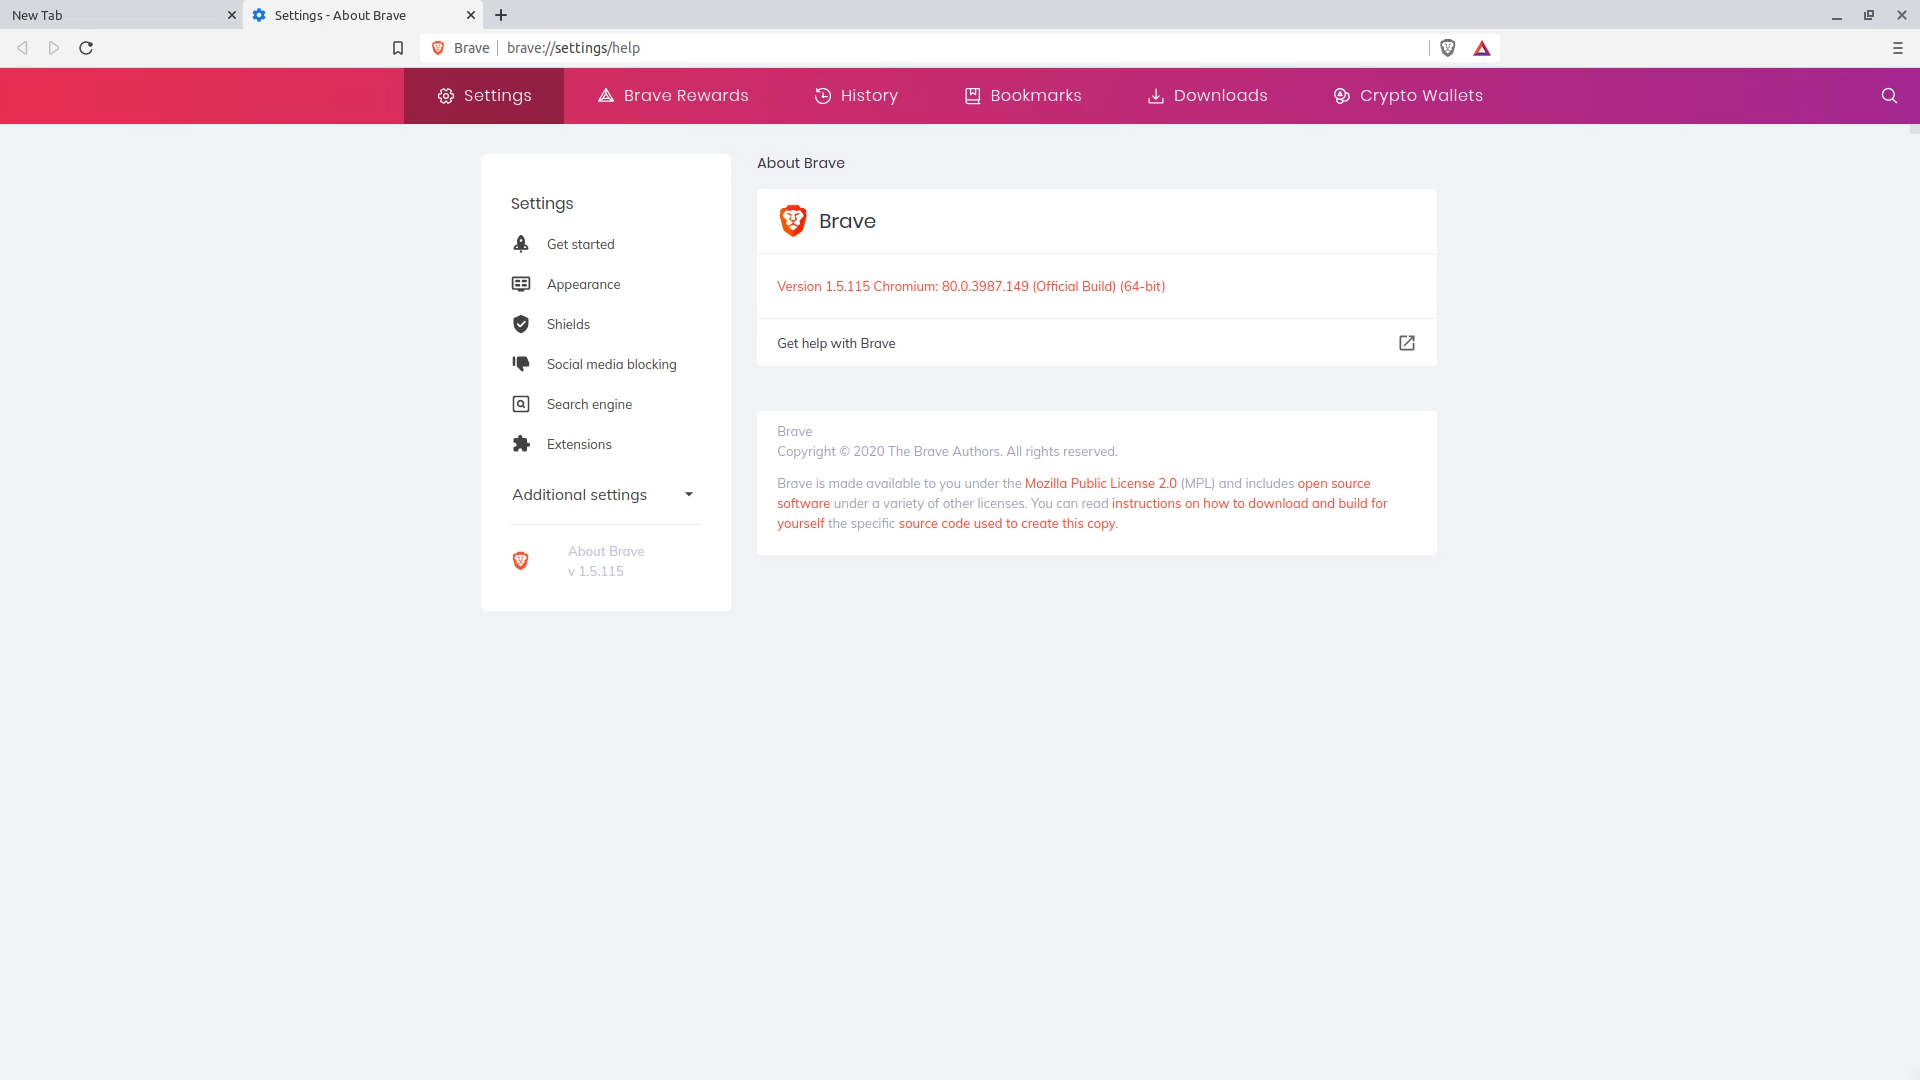 New Tab
Settings - About Brave
Brave
brave://settings/help
Settings
Brave Rewards
History
Bookmarks
Downloads
Crypto Wallets
Settings
Get started
Appearance
Shields
Social media blocking
Search engine
Extensions
Additional settings
About Brave
v 1.5.115
About Brave
Brave
Version 1.5.115 Chromium: 80.0.3987.149 (Official Build) (64-bit)
Get help with Brave
Brave
Copyright © 2020 The Brave Authors. All rights reserved.
Brave is made available to you under the Mozilla Public License 2.0 (MPL) and includes open source
software under a variety of other licenses. You can read instructions on how to download and build for
yourself the specific source code used to create this copy.